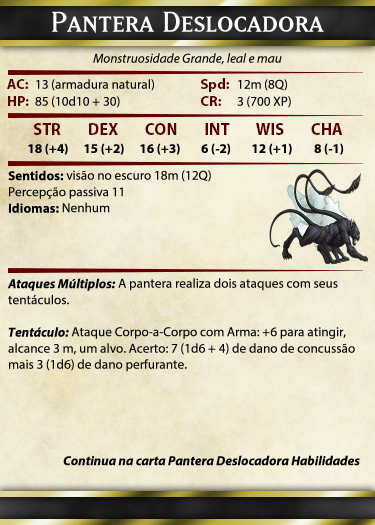 Pantera Deslocadora
Monstruosidade Grande, leal e mau
AC: 13 (armadura natural) Spd: 12m (8Q)
HP: 85 (10d10 + 30) CR: 3 (700 XP)
STR DEX CON INT WIS CHA
18 (+4) 15 (+2) 16 (+3) 6 (-2) 12 (+1) 8 (-1)
Sentidos: visão no escuro 18m (12Q)
Percepção passiva 11
Idiomas: Nenhum
Ataques Múltiplos: A pantera realiza dois ataques com seus
tentáculos.
Tentáculo: Ataque Corpo-a-Corpo com Arma: +6 para atingir,
alcance 3 m, um alvo. Acerto: 7 (1d6 + 4) de dano de concussão
mais 3 (1d6) de dano perfurante.
Continua na carta Pantera Deslocadora Habilidades